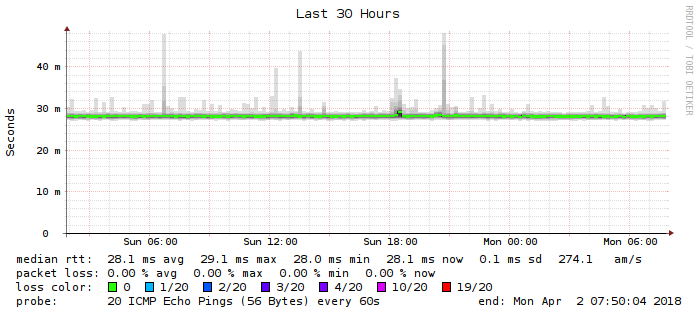 Last 30 Hours
RRDTOOL / TOBI OETIKER
Seconds
40 m
30 m
20 m
10 m
0
Sun 06:00 Sun 12:00 Sun 18:00 Mon 00:00 Mon 06:00
median rtt: 28.1 ms avg 29.1 ms max 28.0 ms min 28.1 ms now 0.1 ms sd 274.1 am/s
packet loss: 0.00 % avg 0.00 % max 0.00 % min 0.00 % now
loss color: 0 1/20 2/20 3/20 4/20 10/20 19/20
probe: 20 ICMP Echo Pings (56 Bytes) every 60s end: Mon Apr 2 07:50:04 2018